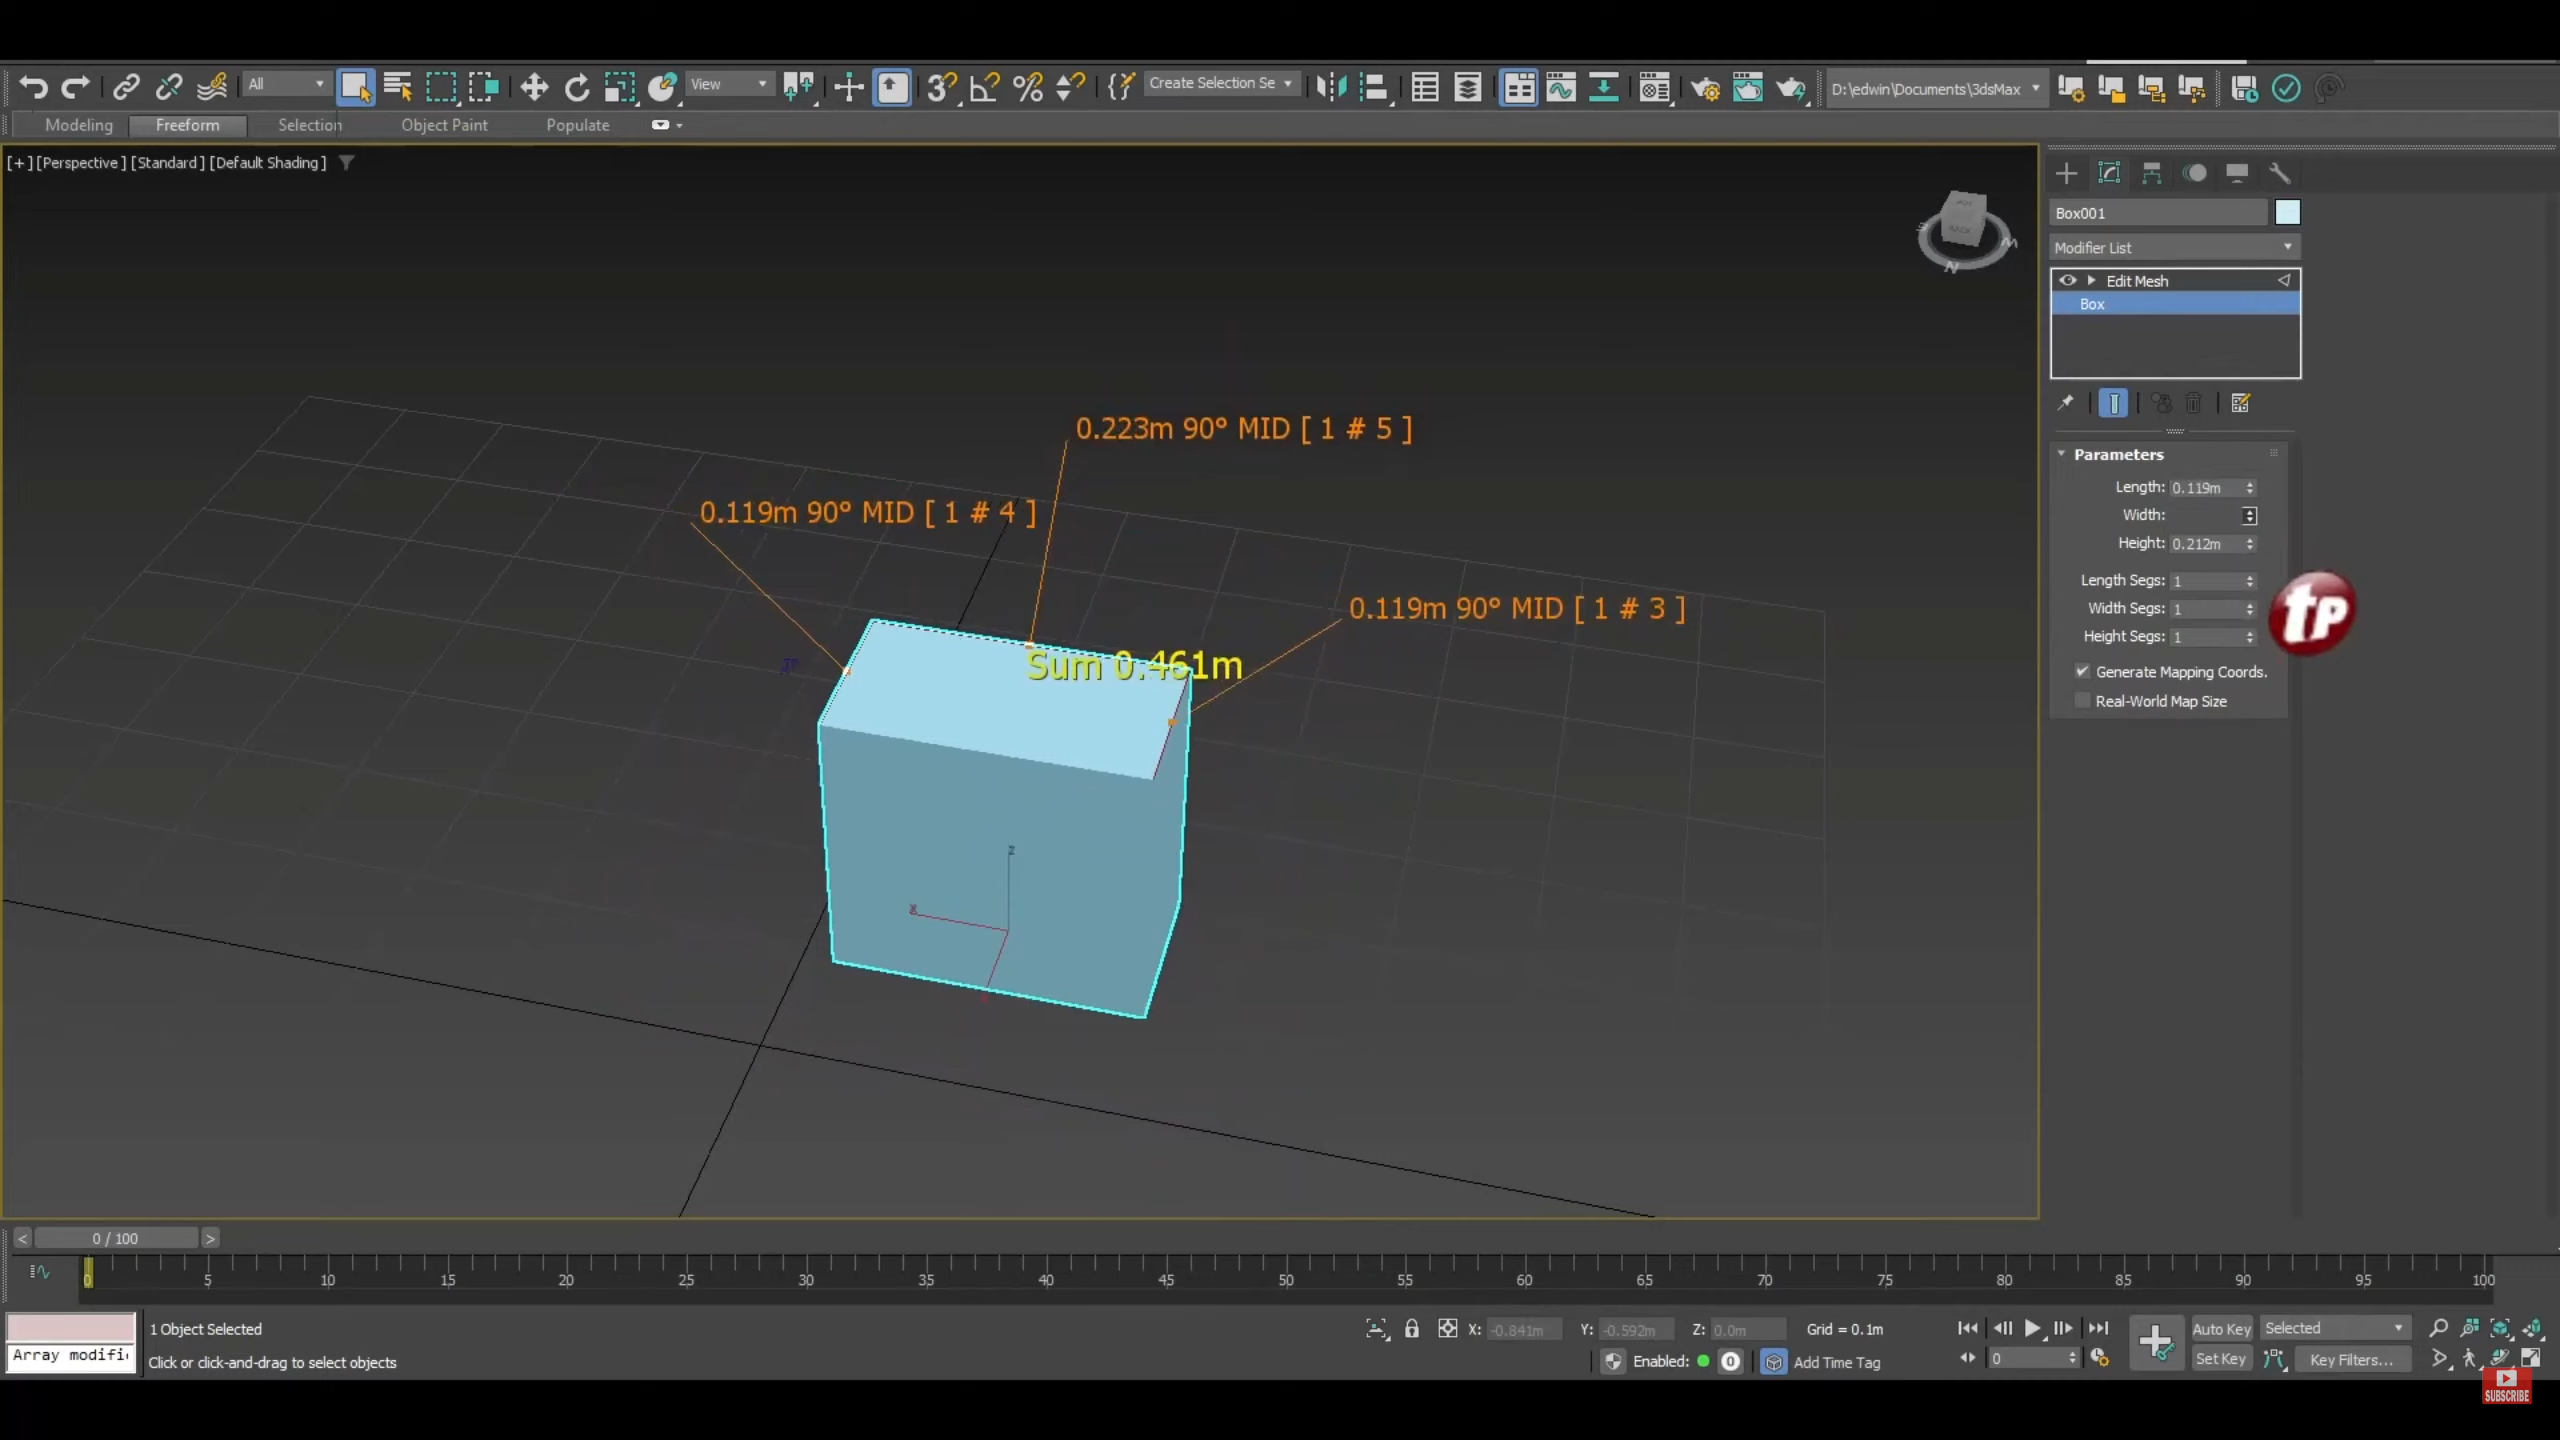 All
View
Create Selection Se
D:\edwin\Documents\3dsMax
Modeling
Freeform
Selection
Object Paint
Populate
[+] [Perspective] [Standard] [Default Shading]
Box001
Modifier List
Edit Mesh
Box
Parameters
Length: 0.119m
Width:
Height: 0.212m
Length Segs: 1
Width Segs: 1
Height Segs: 1
Generate Mapping Coords.
Real-World Map Size
tp
0.223m 90° MID [ 1 # 5 ]
0.119m 90° MID [ 1 # 4 ]
0.119m 90° MID [ 1 # 3 ]
Sum 0.461m
z
x
N
< 0 / 100 >
0 5 10 15 20 25 30 35 40 45 50 55 60 65 70 75 80 85 90 95 100
1 Object Selected
X: -0.841m Y: -0.592m Z: 0.0m Grid = 0.1m
Auto Key
Selected
Array modifi
Click or click-and-drag to select objects
Enabled: 0
Add Time Tag
0
Set Key
Key Filters...
SUBSCRIBE